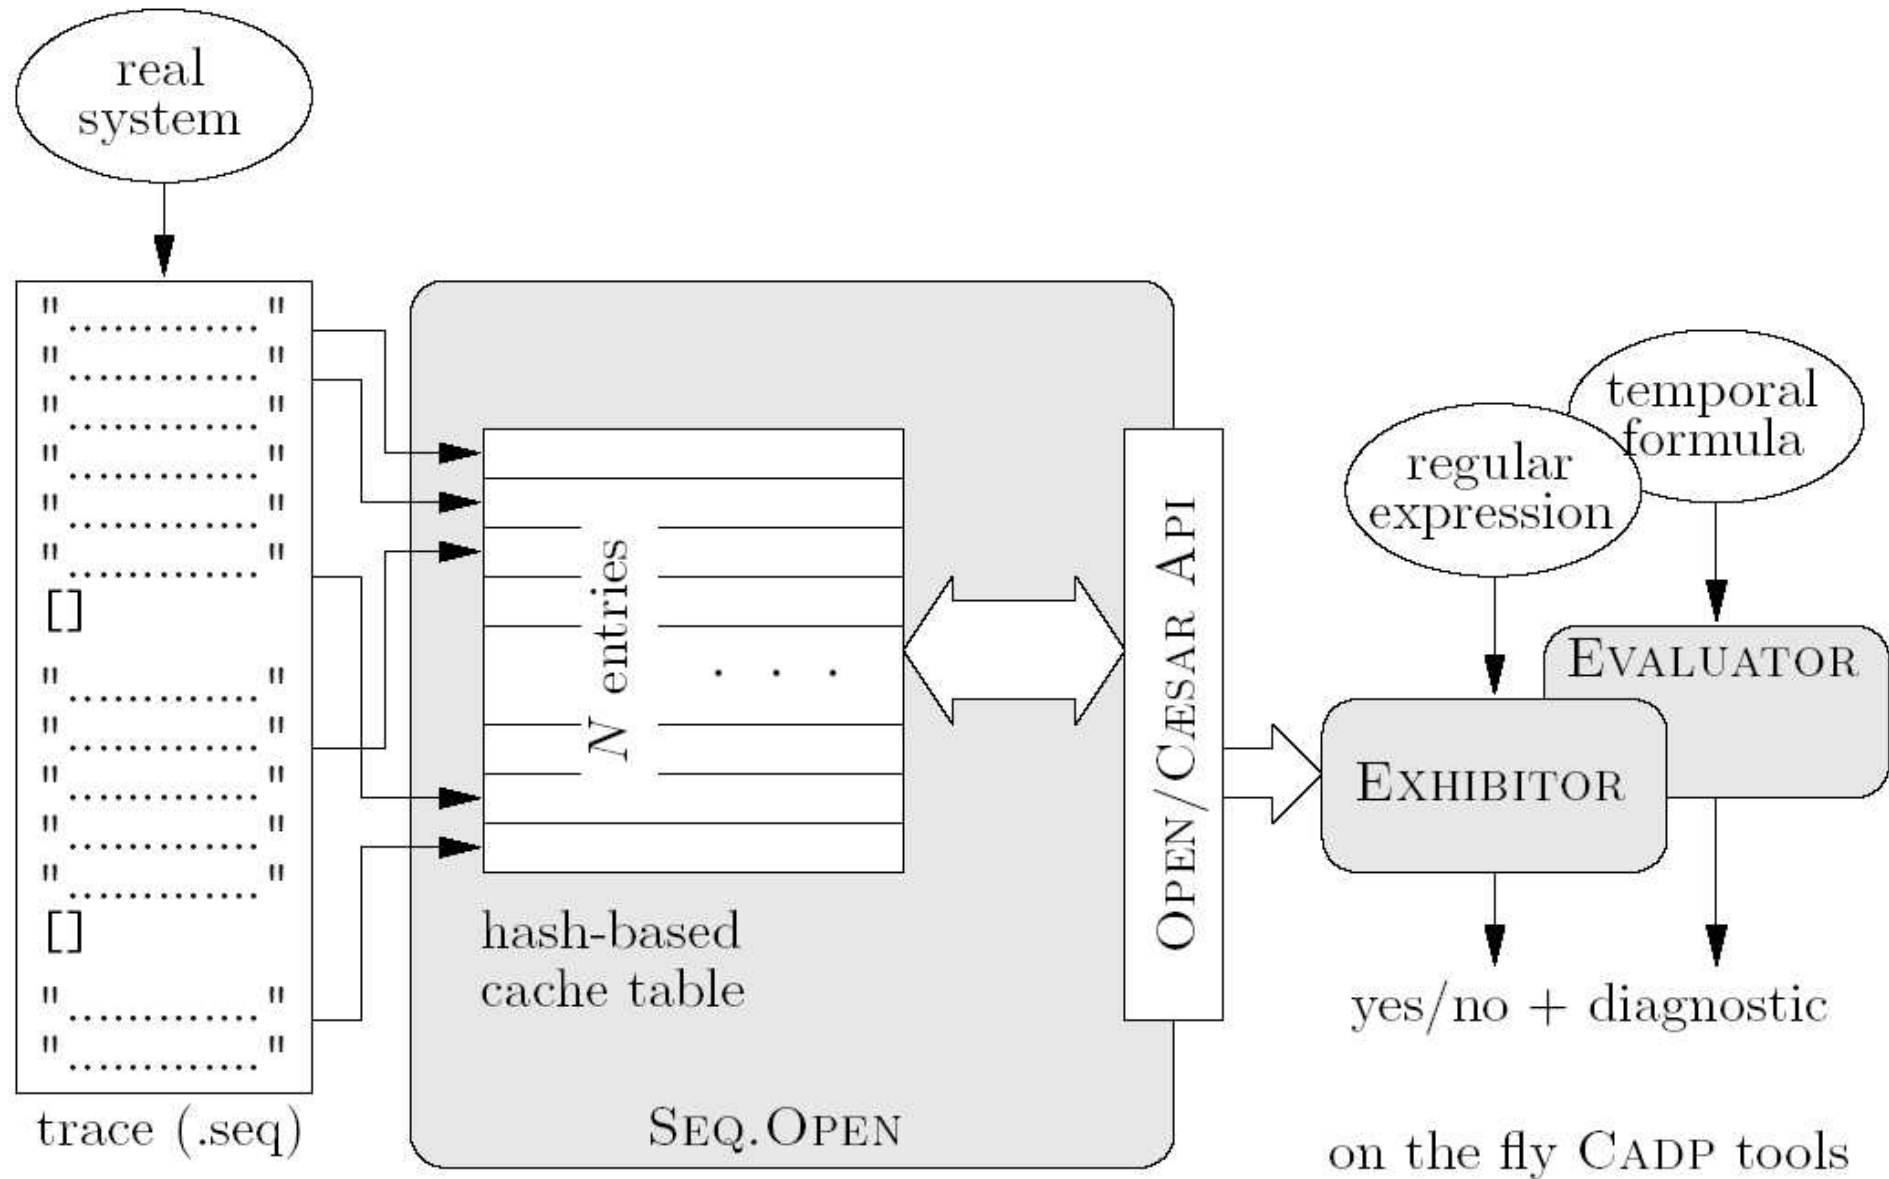 real
system
"............."
"............."
"............."
"............."
"............."
"............."
[]
"............."
"............."
"............."
"............."
"............."
[]
"............."
"............."
trace (.seq)
N entries
. . .
hash-based
cache table
SEQ.OPEN
OPEN/CÆSAR API
regular
expression
temporal
formula
EVALUATOR
EXHIBITOR
yes/no + diagnostic
on the fly CADP tools